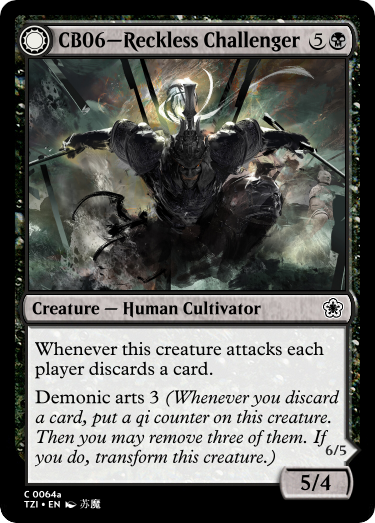 CB06—Reckless Challenger 5
Creature — Human Cultivator
Whenever this creature attacks each
player discards a card.
Demonic arts 3 (Whenever you discard
a card, put a qi counter on this creature.
Then you may remove three of them. If
you do, transform this creature.)
6/5
5/4
C 0064a
TZI • EN 苏魔